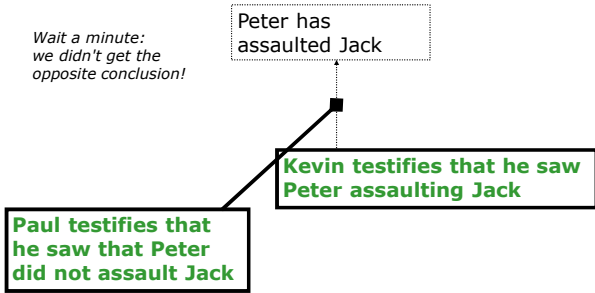 Wait a minute:
we didn't get the
opposite conclusion!
Peter has
assaulted Jack
Kevin testifies that he saw
Peter assaulting Jack
Paul testifies that
he saw that Peter
did not assault Jack